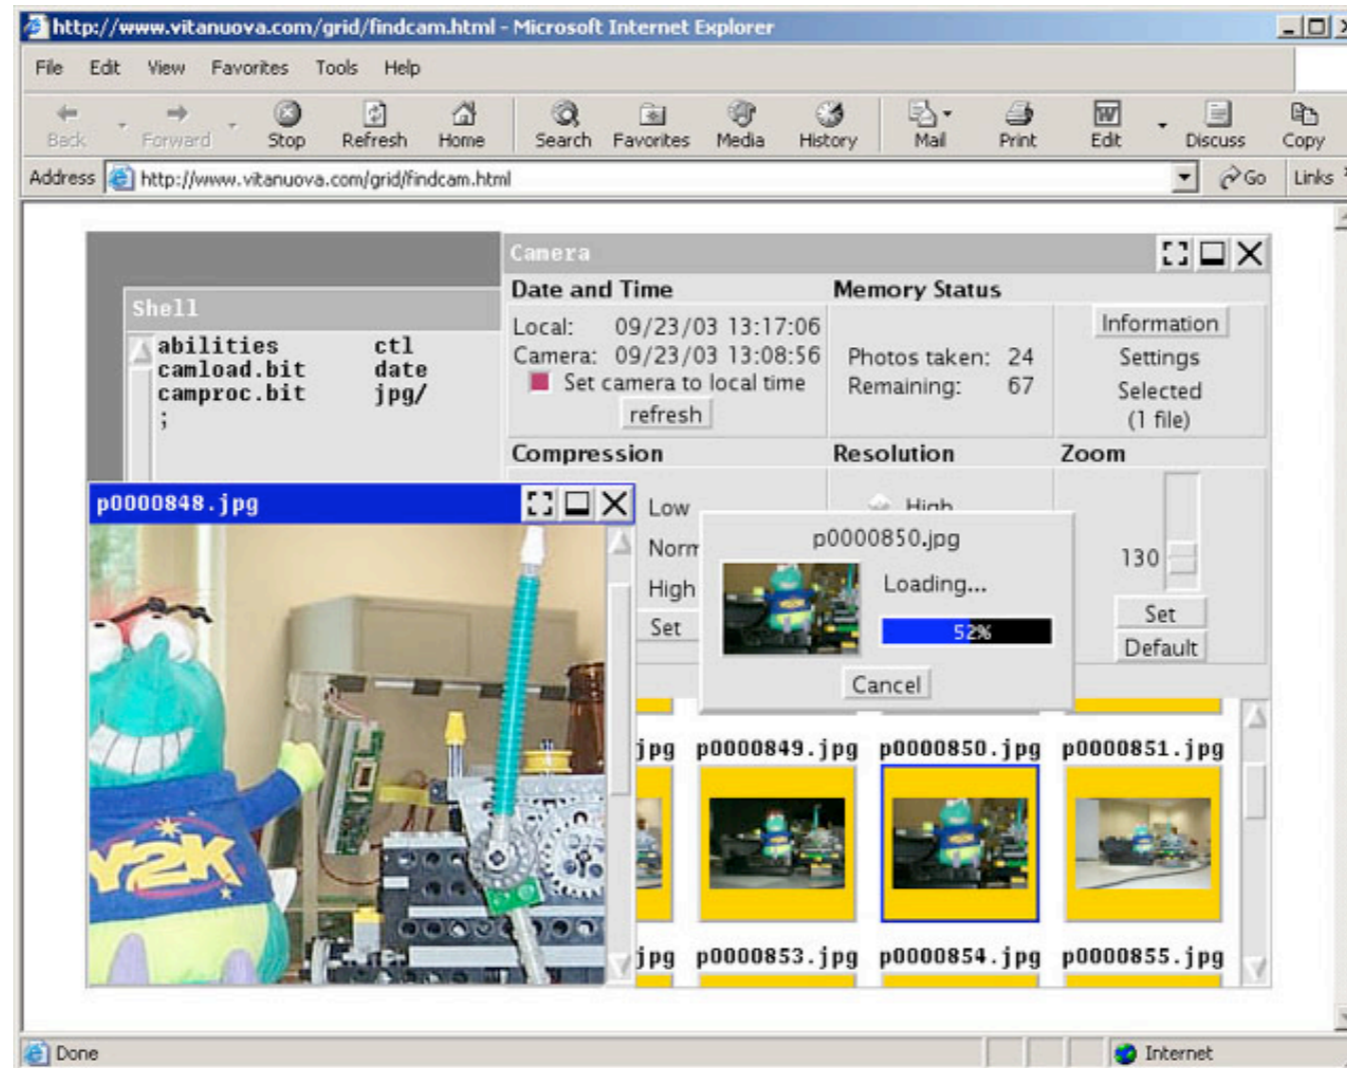 http://www.vitanuova.com/grid/findcam.html - Microsoft Internet Explorer
File Edit View Favorites Tools Help
Back Forward Stop Refresh Home Search Favorites Media History Mail Print Edit Discuss Copy
Address http://www.vitanuova.com/grid/findcam.html Go Links
Camera
Date and Time Memory Status
Shell
Local: 09/23/03 13:17:06 Information
abilities ctl
Camera: 09/23/03 13:08:56 Photos taken: 24 Settings
camload.bit date
Set camera to local time Remaining: 67 Selected
camproc.bit jpg/
refresh (1 file)
;
Compression Resolution Zoom
p0000848.jpg
Low High
p0000850.jpg
Norm 130
High Loading...
Set 52% Set
Default
Cancel
jpg p0000849.jpg p0000850.jpg p0000851.jpg
Y2K
jpg p0000853.jpg p0000854.jpg p0000855.jpg
Done Internet